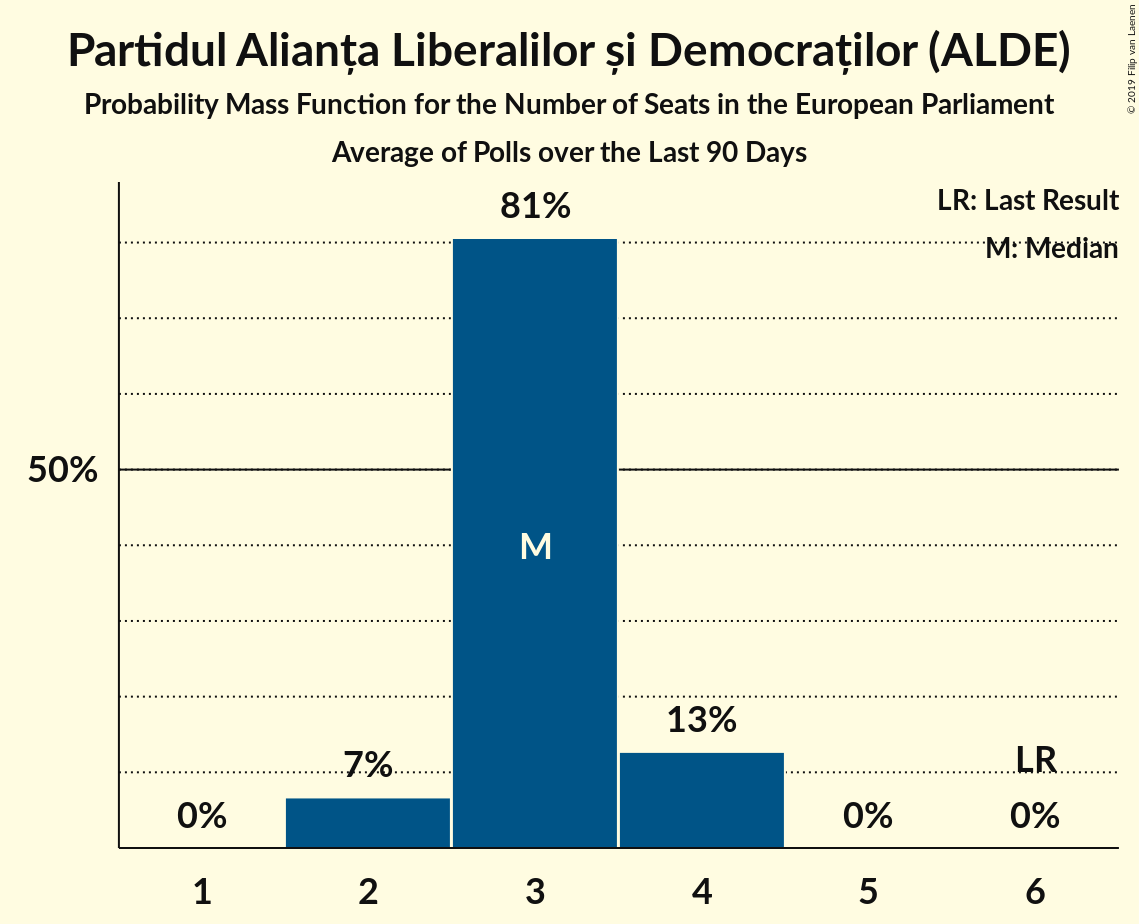 Partidul Alianța Liberalilor și Democraților (ALDE)
Probability Mass Function for the Number of Seats in the European Parliament
Average of Polls over the Last 90 Days
© 2019 Filip van Laenen
LR: Last Result
M: Median
81%
50%
M
13%
7%
LR
0%
0%
0%
1 2 3 4 5 6